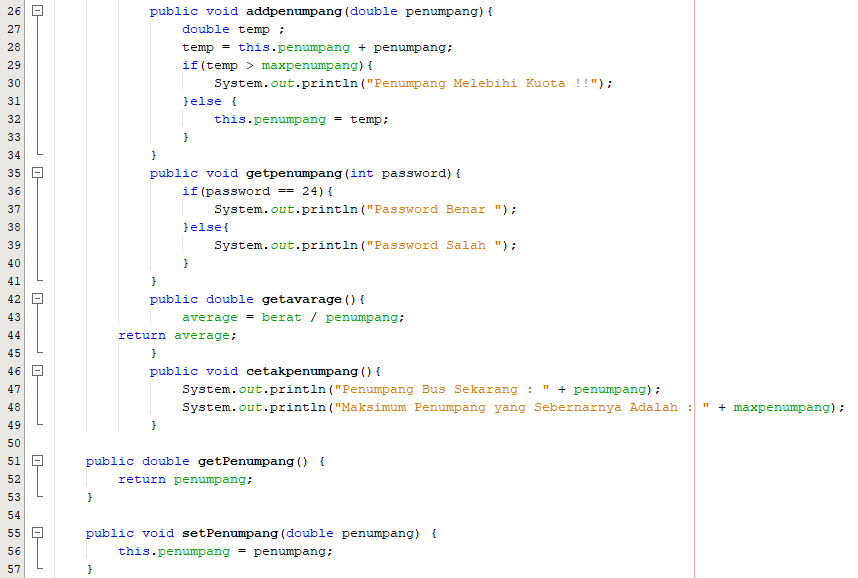 26 public void addpenumpang(double penumpang){
27 double temp ;
28 temp = this.penumpang + penumpang;
29 if(temp > maxpenumpang){
30 System.out.println("Penumpang Melebihi Kuota !!");
31 }else {
32 this.penumpang = temp;
33 }
34 }
35 public void getpenumpang(int password){
36 if(password == 24){
37 System.out.println("Password Benar ");
38 }else{
39 System.out.println("Password Salah ");
40 }
41 }
42 public double getavarage(){
43 average = berat / penumpang;
44 return average;
45 }
46 public void cetakpenumpang(){
47 System.out.println("Penumpang Bus Sekarang : " + penumpang);
48 System.out.println("Maksimum Penumpang yang Sebernarnya Adalah : " + maxpenumpang);
49 }
50
51 public double getPenumpang() {
52 return penumpang;
53 }
54
55 public void setPenumpang(double penumpang) {
56 this.penumpang = penumpang;
57 }